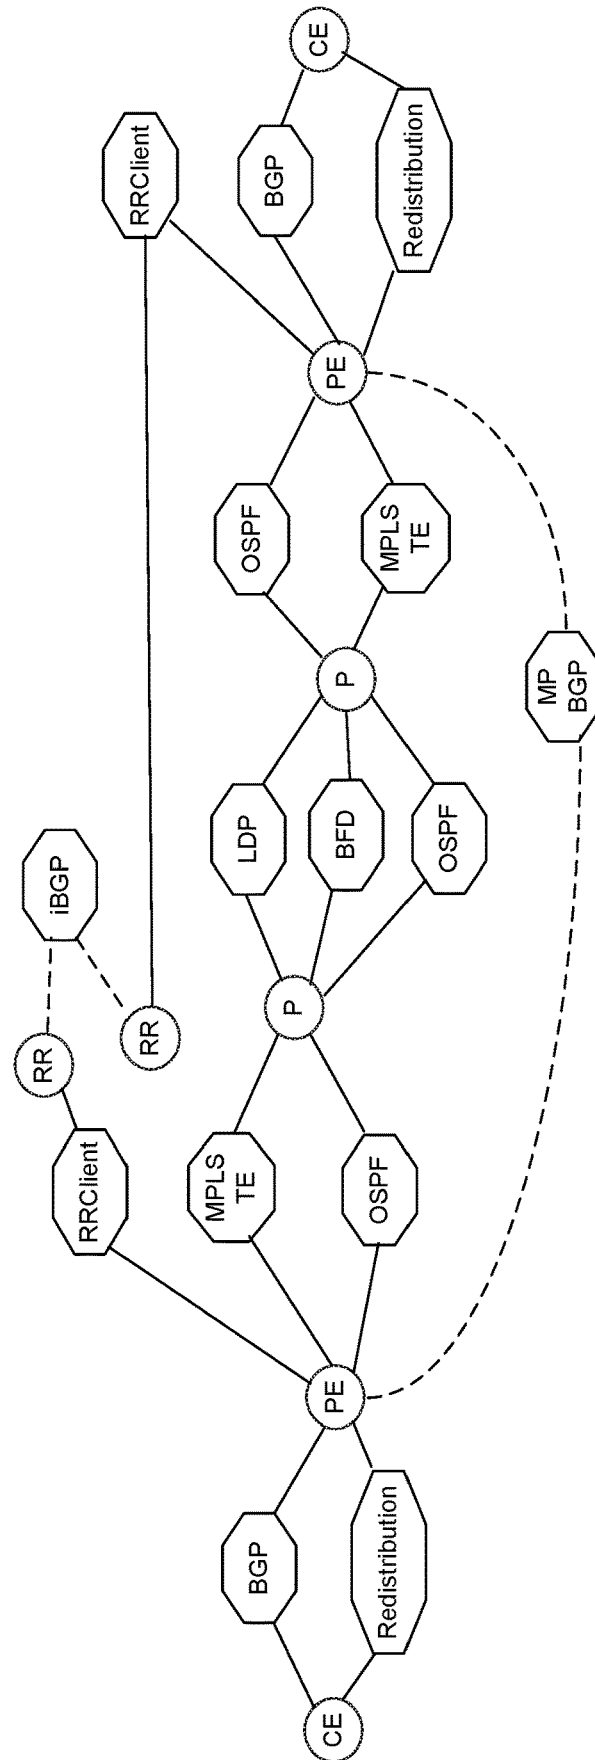 CE
BGP
Redistribution
PE
RRClient
MPLS
TE
OSPF
RR
RR
iBGP
P
LDP
BFD
OSPF
P
OSPF
MPLS
TE
MP
BGP
PE
RRClient
BGP
Redistribution
CE